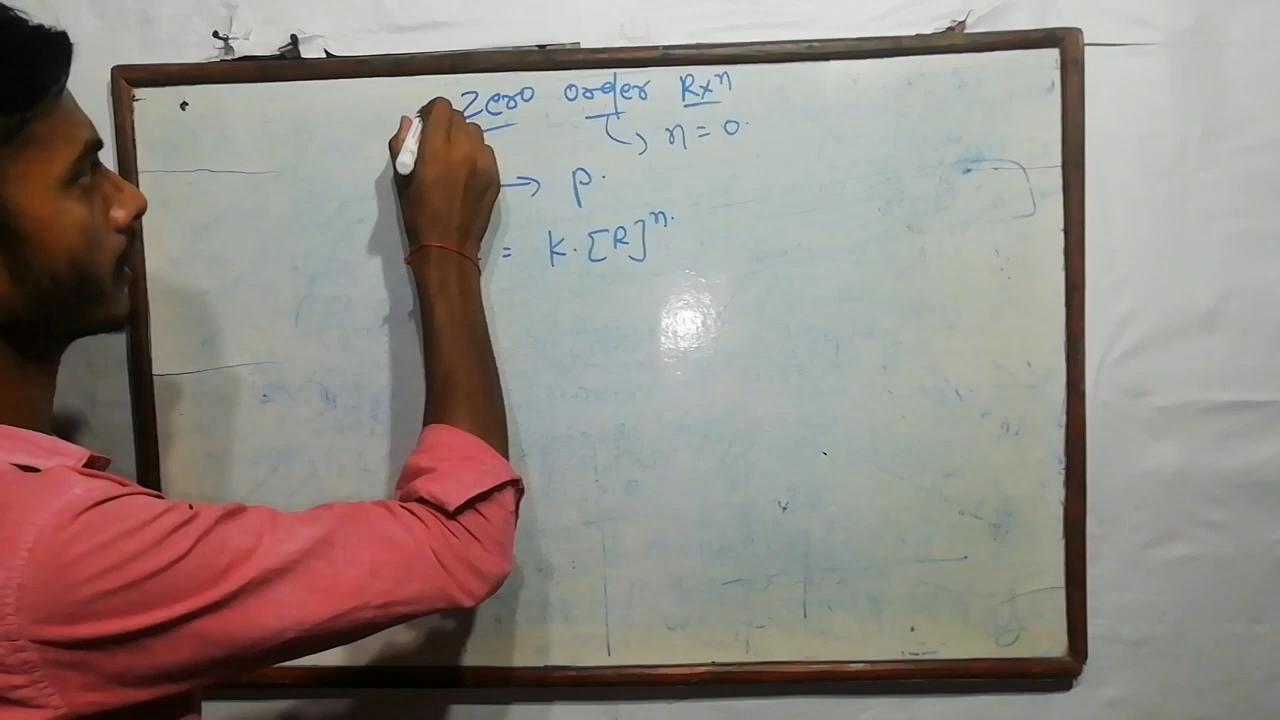 Zero order Rxⁿ
↳ n = 0.
→ P.
= K.[R]ⁿ.